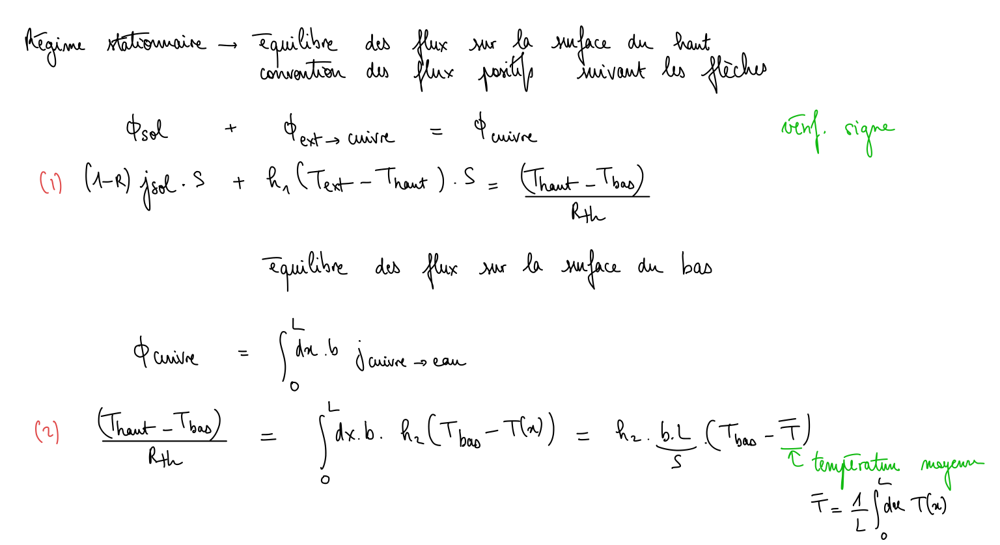 Régime stationnaire → équilibre des flux sur la surface du haut
convention des flux positifs suivant les flèches
ϕsol + ϕext → cuivre = ϕcuivre
vérif. signe
(1) (1-R) jsol . S + h₁ (Text - Thaut) . S = (Thaut - Tbas) / Rth
équilibre des flux sur la surface du bas
ϕcuivre = ∫₀ᴸ dx . b jcuivre → eau
(2) (Thaut - Tbas) / Rth = ∫₀ᴸ dx . b . h₂ (Tbas - T(x)) = h₂ . b.L . (Tbas - T̅)
S
↑ température moyenne
T̅ = 1/L ∫₀ᴸ dx T(x)